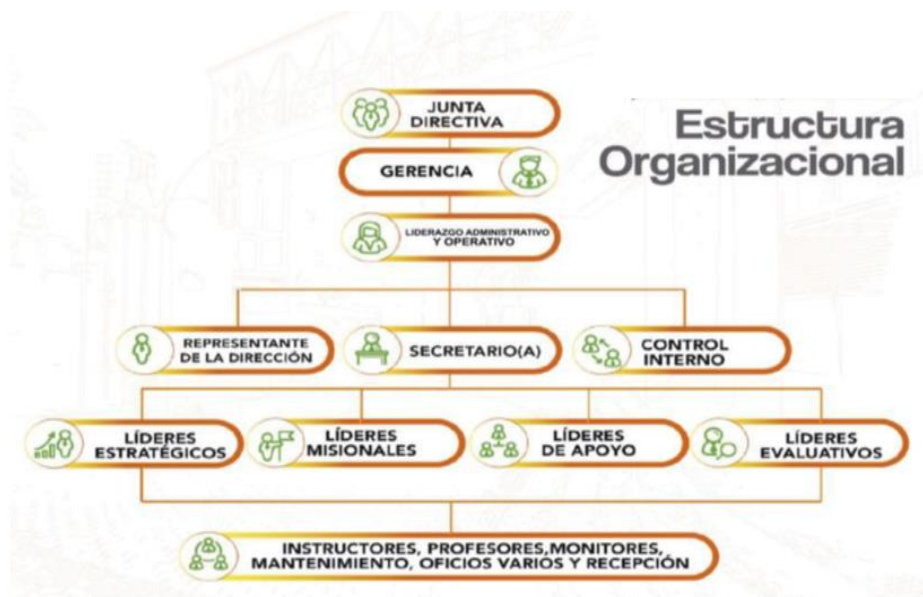 JUNTA
DIRECTIVA
Estructura
Organizacional
GERENCIA
LIDERAZGO ADMINISTRATIVO
Y OPERATIVO
REPRESENTANTE
DE LA DIRECCIÓN
SECRETARIO(A)
CONTROL
INTERNO
LÍDERES
ESTRATÉGICOS
LÍDERES
MISIONALES
LÍDERES
DE APOYO
LÍDERES
EVALUATIVOS
INSTRUCTORES, PROFESORES,MONITORES,
MANTENIMIENTO, OFICIOS VARIOS Y RECEPCIÓN